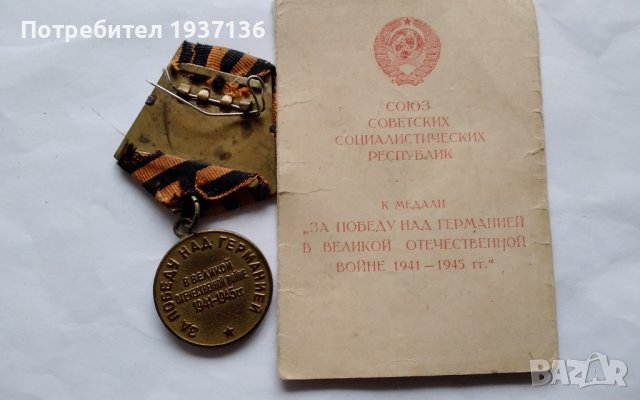 Потребител 1937136
СОЮЗ
СОВЕТСКИХ
СОЦИАЛИСТИЧЕСКИХ
РЕСПУБЛИК
К МЕДАЛИ
„ЗА ПОБЕДУ НАД ГЕРМАНИЕЙ
В ВЕЛИКОЙ ОТЕЧЕСТВЕННОЙ
ВОЙНЕ 1941—1945 гг.“
ЗА ПОБЕДУ НАД ГЕРМАНИЕЙ
В ВЕЛИКОЙ
ОТЕЧЕСТВЕННОЙ ВОЙНЕ
1941–1945 гг
BAZAR